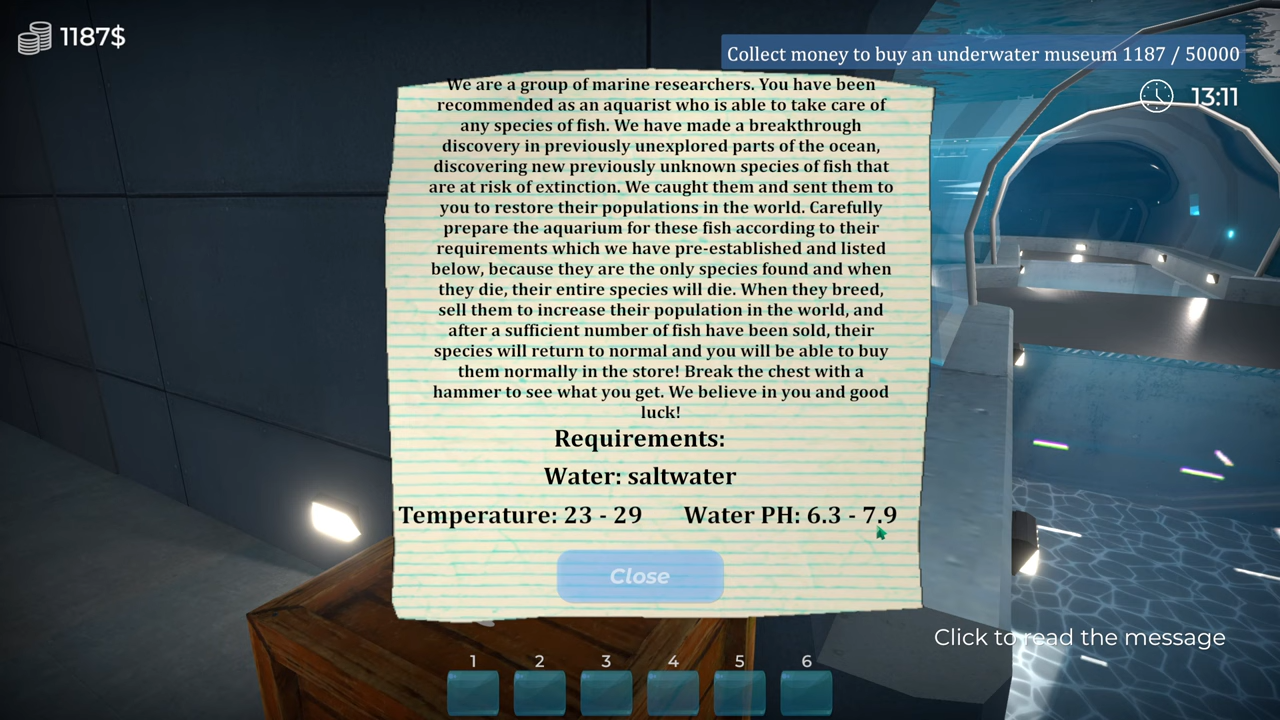 1187$
Collect money to buy an underwater museum 1187 / 50000
13:11
We are a group of marine researchers. You have been
recommended as an aquarist who is able to take care of
any species of fish. We have made a breakthrough
discovery in previously unexplored parts of the ocean,
discovering new previously unknown species of fish that
are at risk of extinction. We caught them and sent them to
you to restore their populations in the world. Carefully
prepare the aquarium for these fish according to their
requirements which we have pre-established and listed
below, because they are the only species found and when
they die, their entire species will die. When they breed,
sell them to increase their population in the world, and
after a sufficient number of fish have been sold, their
species will return to normal and you will be able to buy
them normally in the store! Break the chest with a
hammer to see what you get. We believe in you and good
luck!
Requirements:
Water: saltwater
Temperature: 23 - 29 Water PH: 6.3 - 7.9
Close
Click to read the message
1 2 3 4 5 6